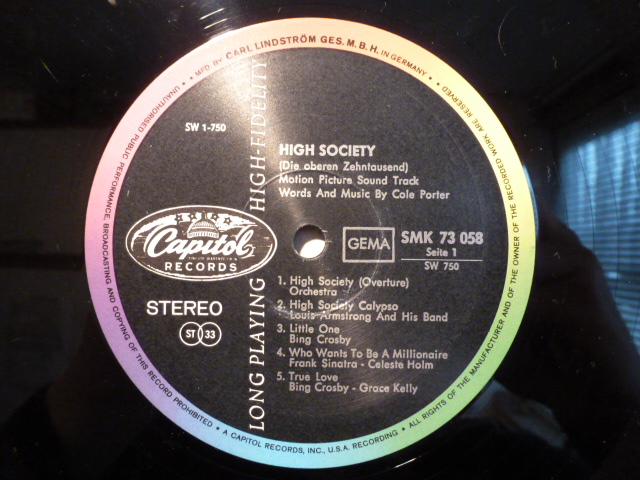 MFD BY CARL LINDSTRÖM GES. M. B. H. IN GERMANY
UNAUTHORISED PUBLIC PERFORMANCE, BROADCASTING AND COPYING OF THIS RECORD PROHIBITED
ALL RIGHTS OF THE MANUFACTURER AND OF THE OWNER OF THE RECORDED WORK ARE RESERVED
A CAPITOL RECORDS, INC., U.S.A. RECORDING
LONG PLAYING HIGH-FIDELITY
SW 1-750
HIGH SOCIETY
(Die oberen Zehntausend)
Motion Picture Sound Track
Words And Music By Cole Porter
Capitol
RECORDS
GEMA
SMK 73 058
Seite 1
SW 750
STEREO
ST 33
1. High Society (Overture)
Orchestra
2. High Society Calypso
Louis Armstrong And His Band
3. Little One
Bing Crosby
4. Who Wants To Be A Millionaire
Frank Sinatra - Celeste Holm
5. True Love
Bing Crosby - Grace Kelly